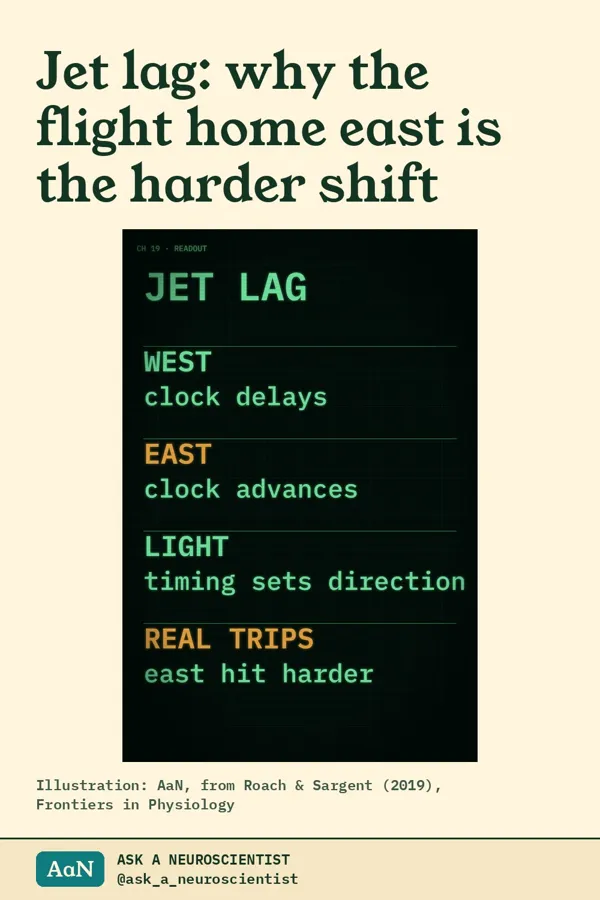 Jet lag: why the
flight home east is
the harder shift
CH 19 - READOUT
JET LAG
WEST
clock delays
EAST
clock advances
LIGHT
timing sets direction
REAL TRIPS
east hit harder
Illustration: AaN, from Roach & Sargent (2019),
Frontiers in Physiology
AaN
ASK A NEUROSCIENTIST
@ask_a_neuroscientist